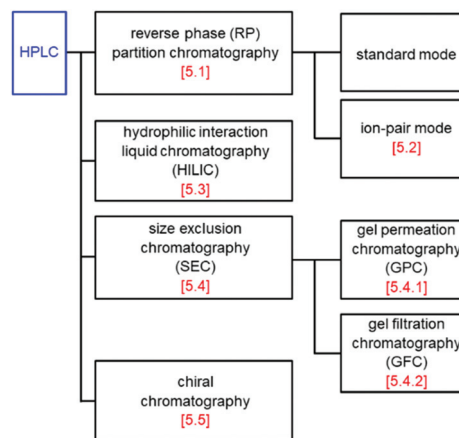 HPLC
reverse phase (RP)
partition chromatography
[5.1]
standard mode
ion-pair mode
[5.2]
hydrophilic interaction
liquid chromatography
(HILIC)
[5.3]
size exclusion
chromatography
(SEC)
[5.4]
gel permeation
chromatography
(GPC)
[5.4.1]
gel filtration
chromatography
(GFC)
[5.4.2]
chiral
chromatography
[5.5]